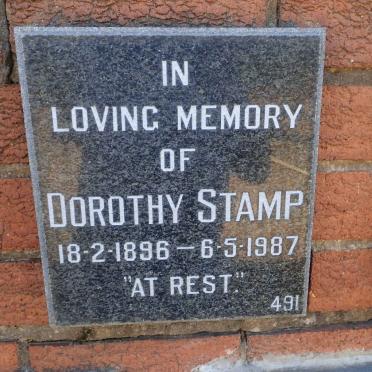 IN
LOVING MEMORY
OF
DOROTHY STAMP
18-2-1896 — 6-5-1987
"AT REST."
491